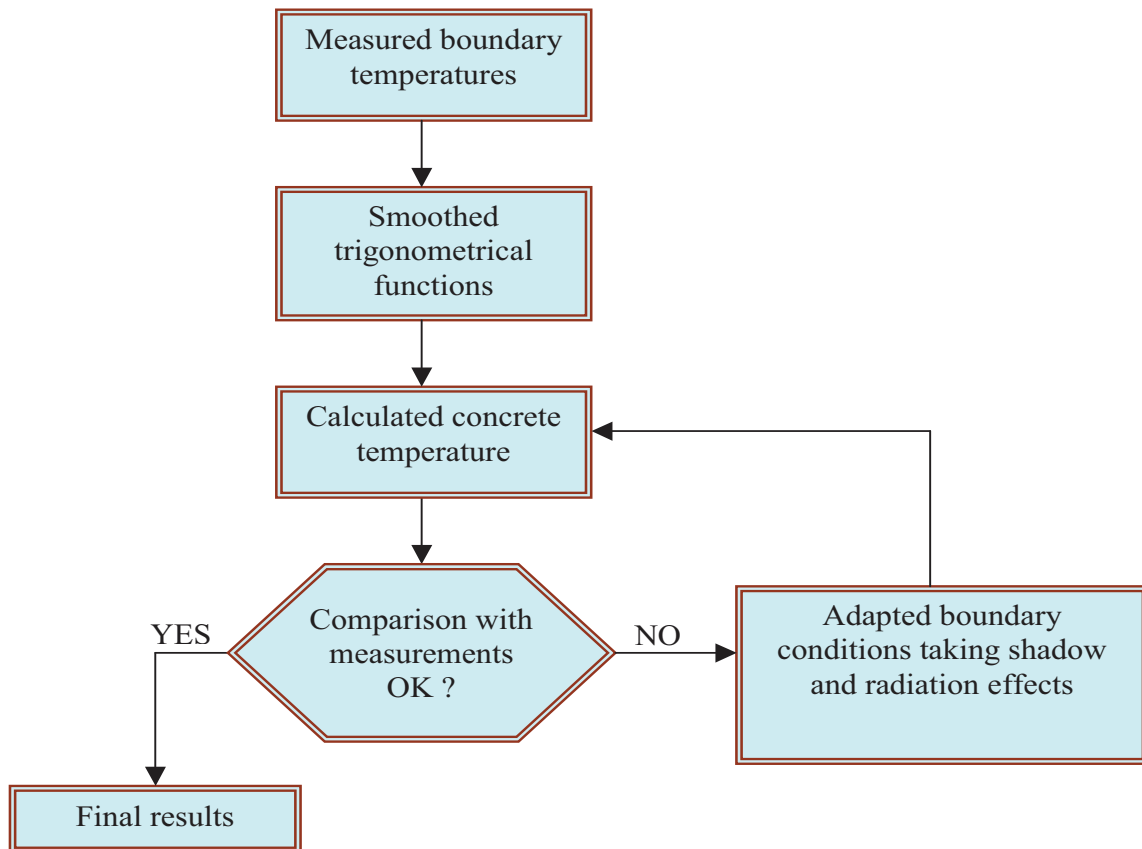 Measured boundary
temperatures
Smoothed
trigonometrical
functions
Calculated concrete
temperature
Comparison with
measurements
OK ?
YES
NO
Adapted boundary
conditions taking shadow
and radiation effects
Final results